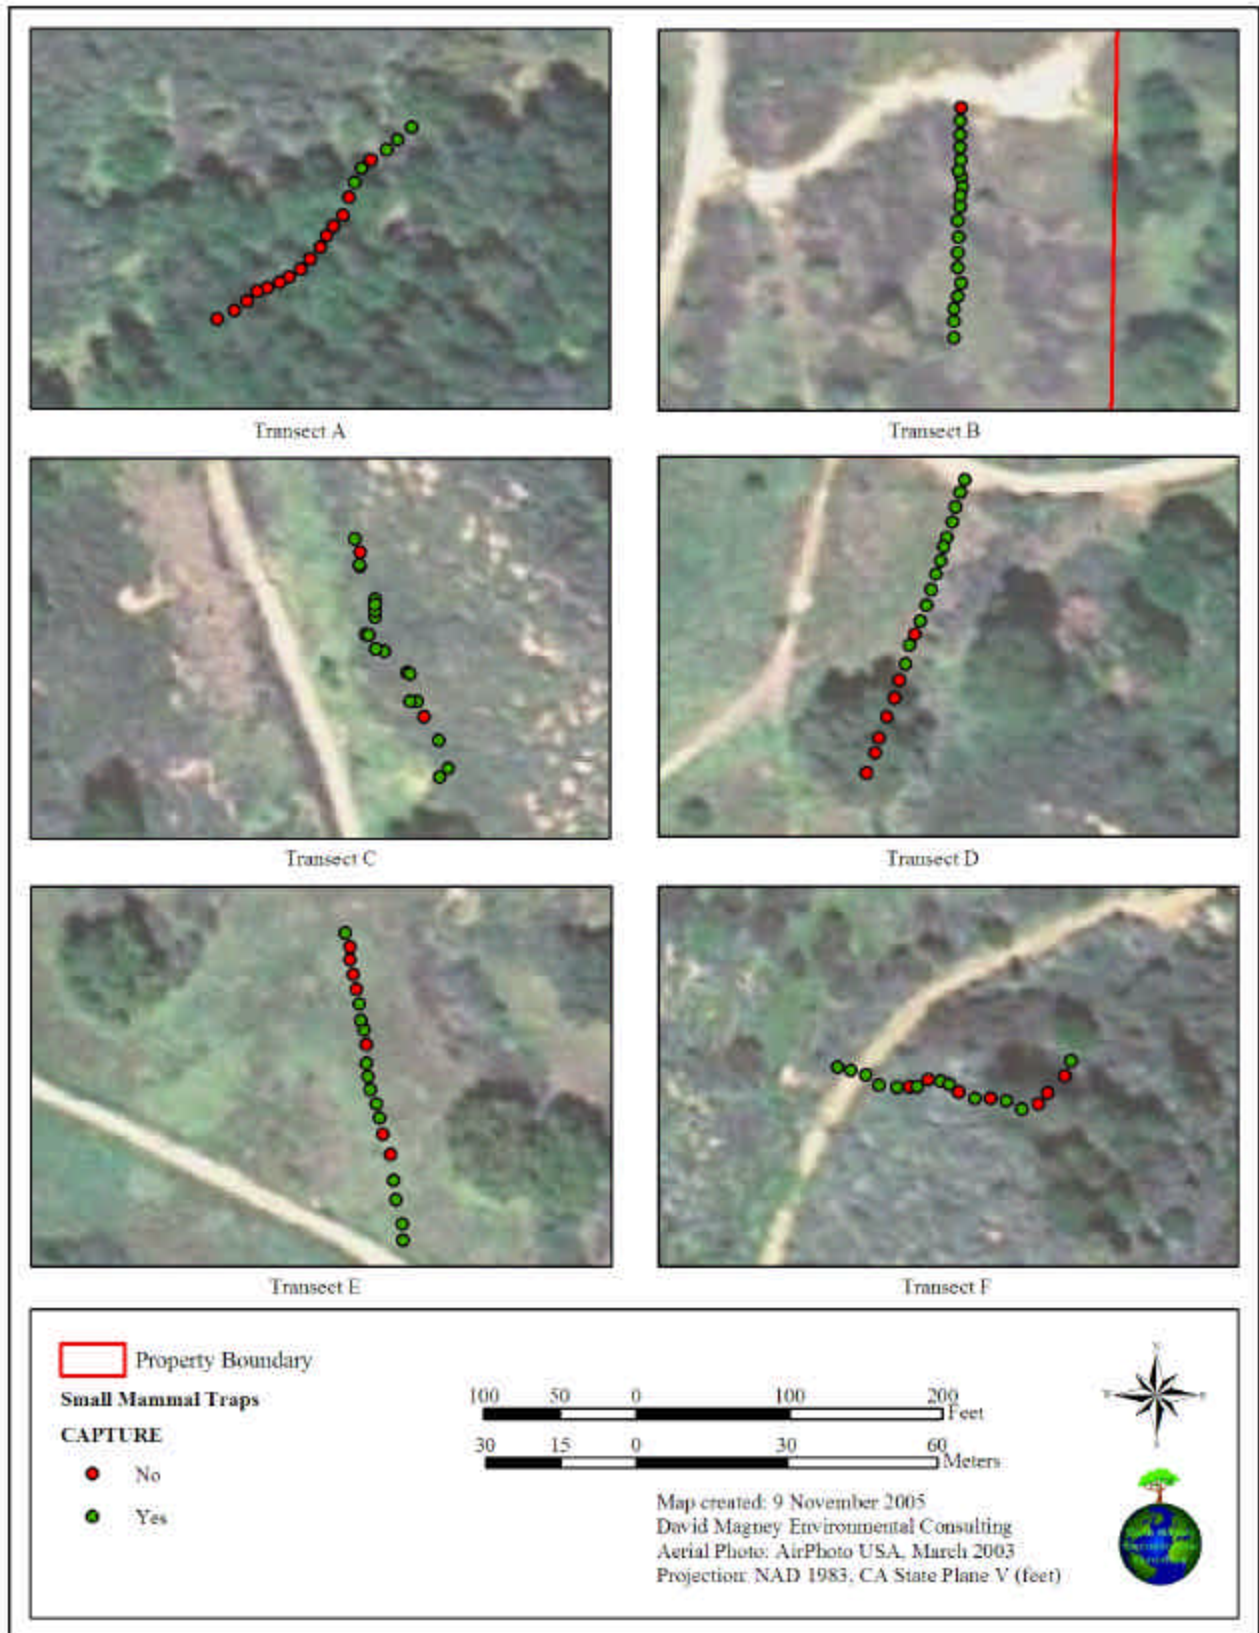 Transect A
Transect B
Transect C
Transect D
Transect E
Transect F
Property Boundary
Small Mammal Traps
CAPTURE
No
Yes
100 50 0 100 200
Feet
30 15 0 30 60
Meters
Map created: 9 November 2005
David Magney Environmental Consulting
Aerial Photo: AirPhoto USA, March 2003
Projection: NAD 1983, CA State Plane V (feet)